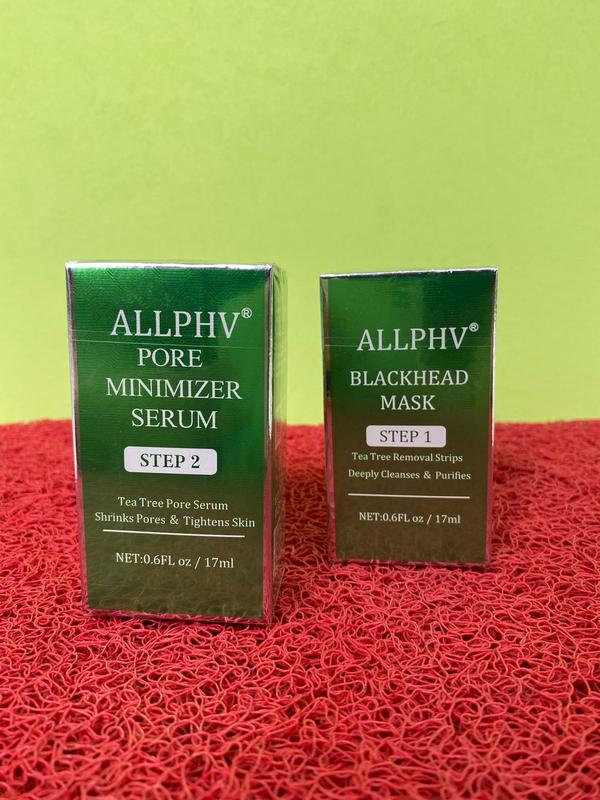 ALLPHV®
PORE
MINIMIZER
SERUM
STEP 2
Tea Tree Pore Serum
Shrinks Pores & Tightens Skin
NET:0.6FL oz / 17ml
ALLPHV®
BLACKHEAD
MASK
STEP 1
Tea Tree Removal Strips
Deeply Cleanses & Purifies
NET:0.6FL oz / 17ml